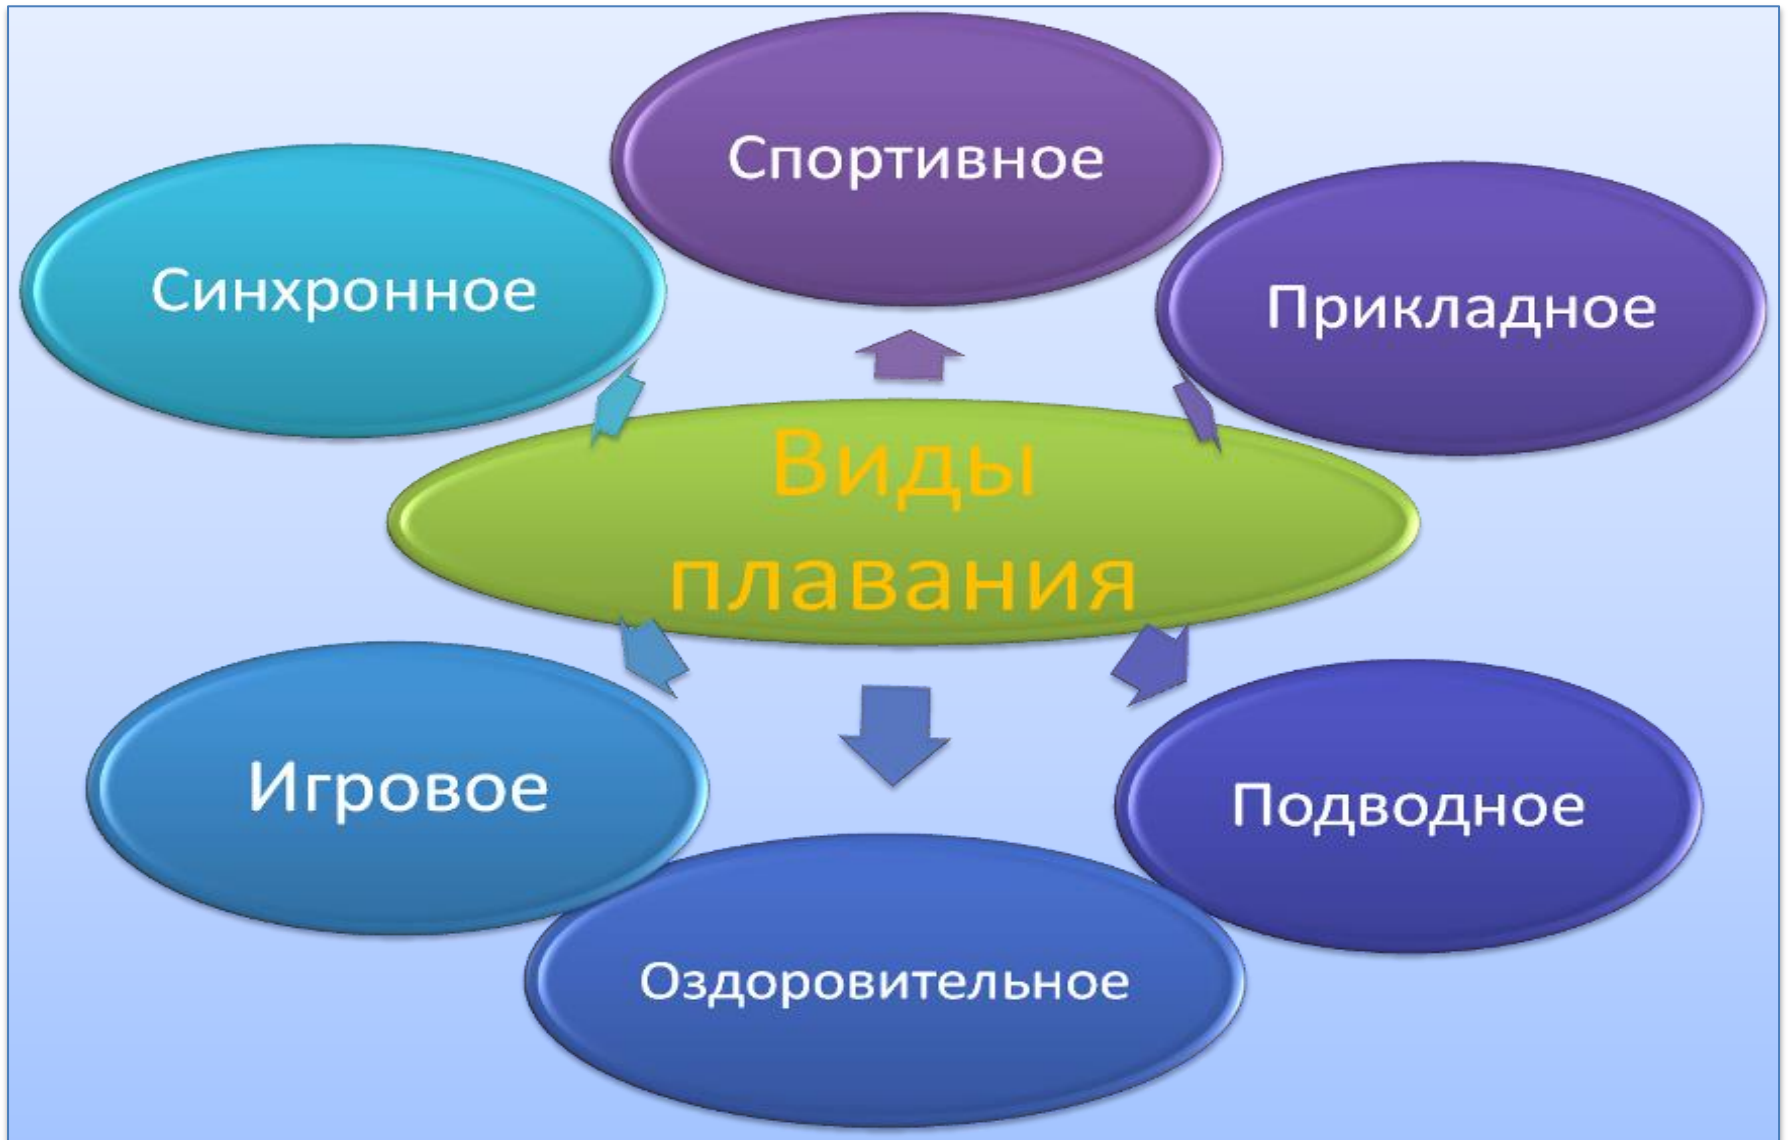 Спортивное
Синхронное
Прикладное
Виды
плавания
Игровое
Подводное
Оздоровительное